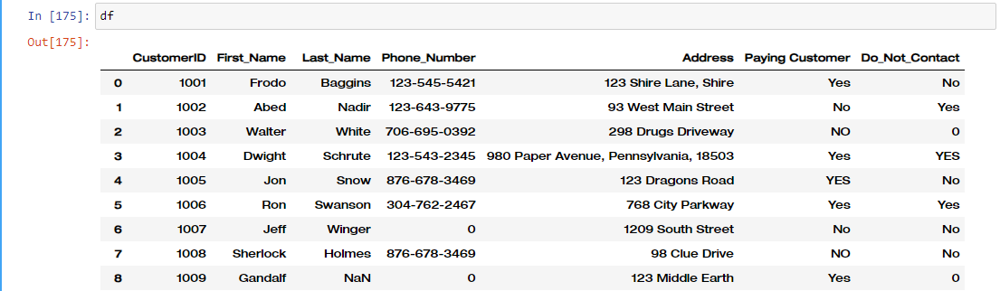 In [175]: df
Out[175]:
CustomerID First_Name Last_Name Phone_Number Address Paying Customer Do_Not_Contact
0 1001 Frodo Baggins 123-545-5421 123 Shire Lane, Shire Yes No
1 1002 Abed Nadir 123-643-9775 93 West Main Street No Yes
2 1003 Walter White 706-695-0392 298 Drugs Driveway NO 0
3 1004 Dwight Schrute 123-543-2345 980 Paper Avenue, Pennsylvania, 18503 Yes YES
4 1005 Jon Snow 876-678-3469 123 Dragons Road YES No
5 1006 Ron Swanson 304-762-2467 768 City Parkway Yes Yes
6 1007 Jeff Winger 0 1209 South Street No No
7 1008 Sherlock Holmes 876-678-3469 98 Clue Drive NO No
8 1009 Gandalf NaN 0 123 Middle Earth Yes 0